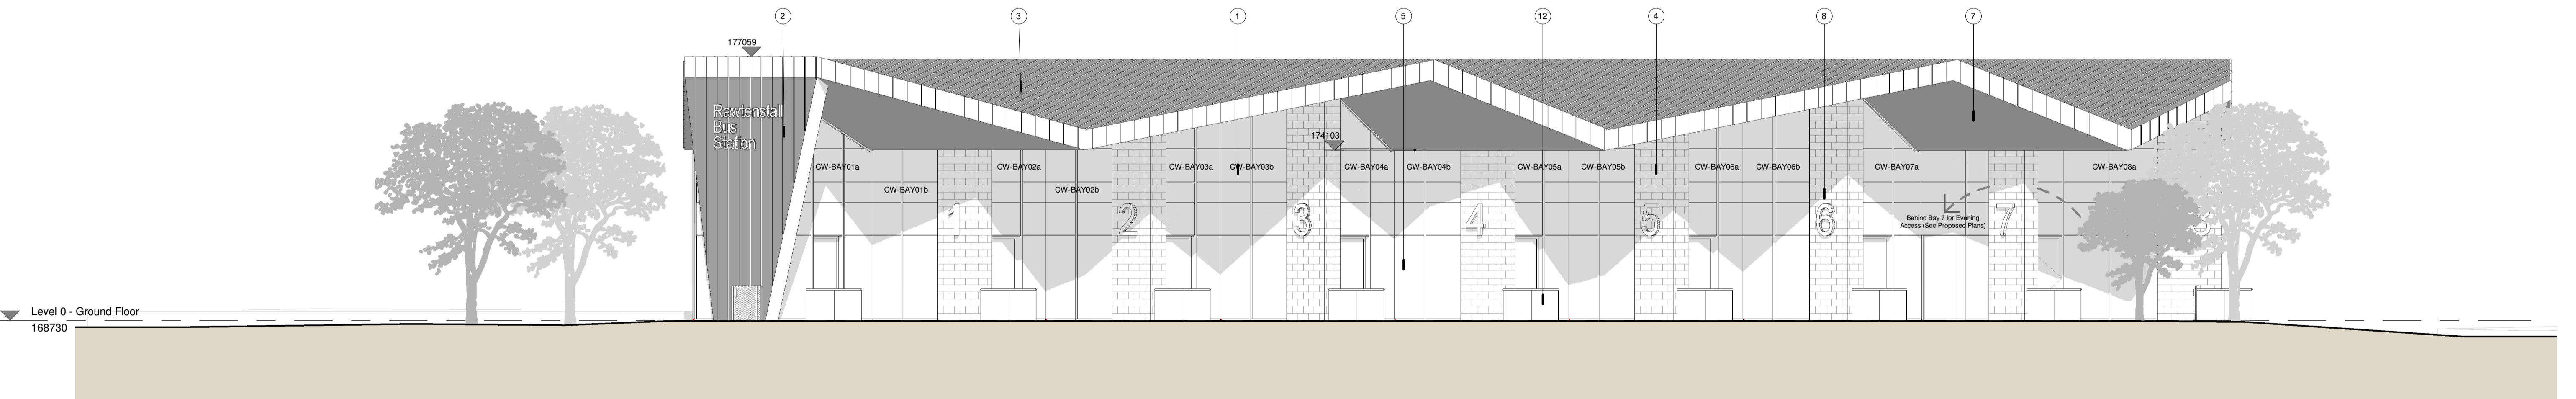 2
3
1
5
12
4
8
7
177059
Rawtenstall
Bus
Station
174103
CW-BAY01a
CW-BAY01b
CW-BAY02a
CW-BAY02b
CW-BAY03a
CW-BAY03b
CW-BAY04a
CW-BAY04b
CW-BAY05a
CW-BAY05b
CW-BAY06a
CW-BAY06b
CW-BAY07a
CW-BAY08a
1
2
3
4
5
6
7
Behind Bay 7 for Evening
Access (See Proposed Plans)
Level 0 - Ground Floor
168730